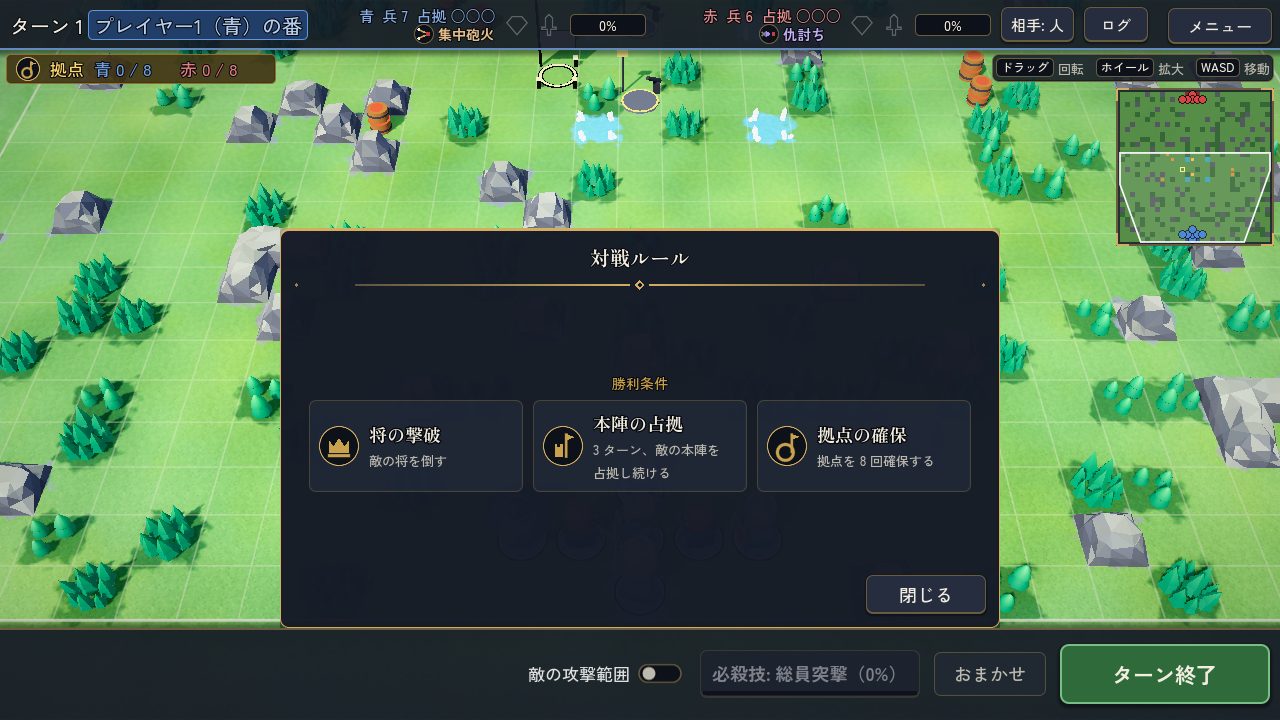 ターン 1 プレイヤー1（青）の番
青 兵 7 占拠 〇〇〇
集中砲火
0%
赤 兵 6 占拠 〇〇〇
仇討ち
0%
相手: 人
ログ
メニュー
拠点 青 0 / 8 赤 0 / 8
ドラッグ 回転 ホイール 拡大 WASD 移動
対戦ルール
勝利条件
将の撃破
敵の将を倒す
本陣の占拠
3 ターン、敵の本陣を
占拠し続ける
拠点の確保
拠点を 8 回確保する
閉じる
敵の攻撃範囲
必殺技: 総員突撃（0%）
おまかせ
ターン終了